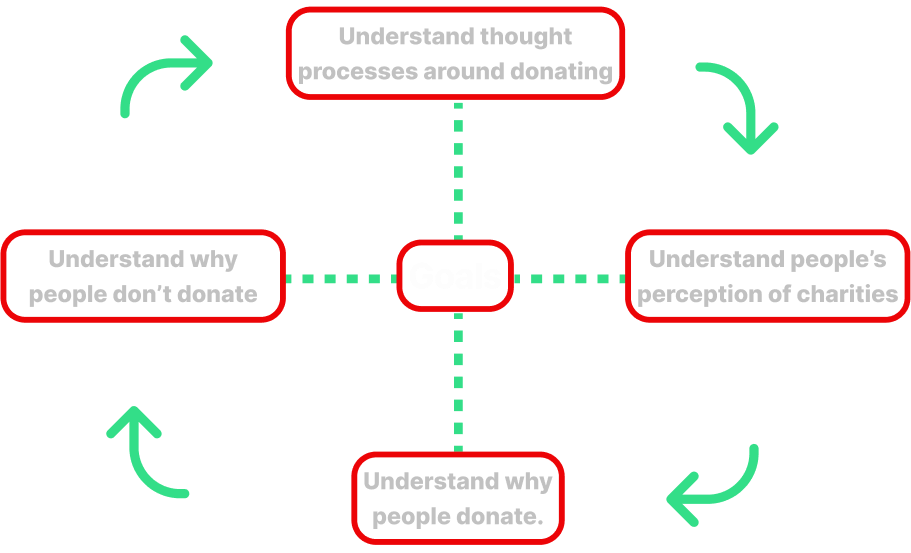 Understand thought
processes around donating
Understand why
people don’t donate
Goals
Understand people’s
perception of charities
Understand why
people donate.